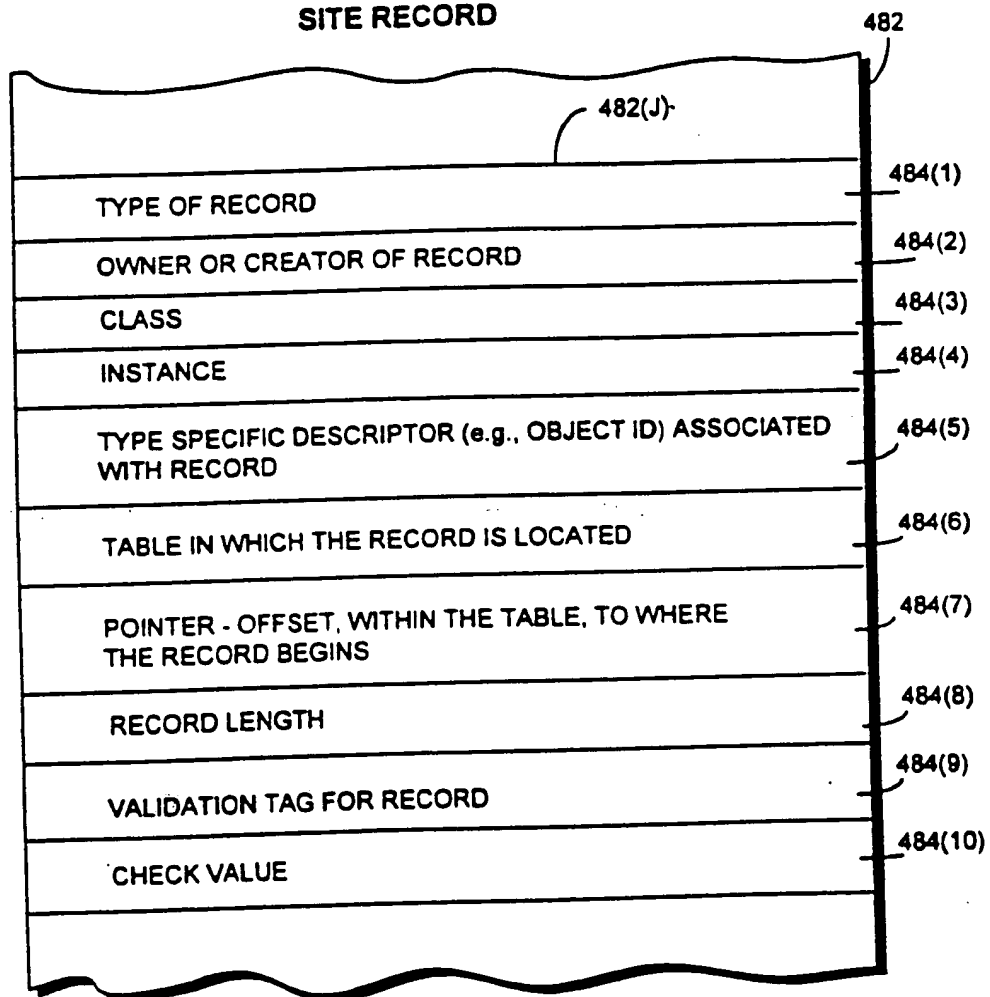 SITE RECORD
482
482(J)
TYPE OF RECORD
484(1)
OWNER OR CREATOR OF RECORD
484(2)
CLASS
484(3)
INSTANCE
484(4)
TYPE SPECIFIC DESCRIPTOR (e.g., OBJECT ID) ASSOCIATED
WITH RECORD
484(5)
TABLE IN WHICH THE RECORD IS LOCATED
484(6)
POINTER - OFFSET, WITHIN THE TABLE, TO WHERE
THE RECORD BEGINS
484(7)
RECORD LENGTH
484(8)
VALIDATION TAG FOR RECORD
484(9)
CHECK VALUE
484(10)